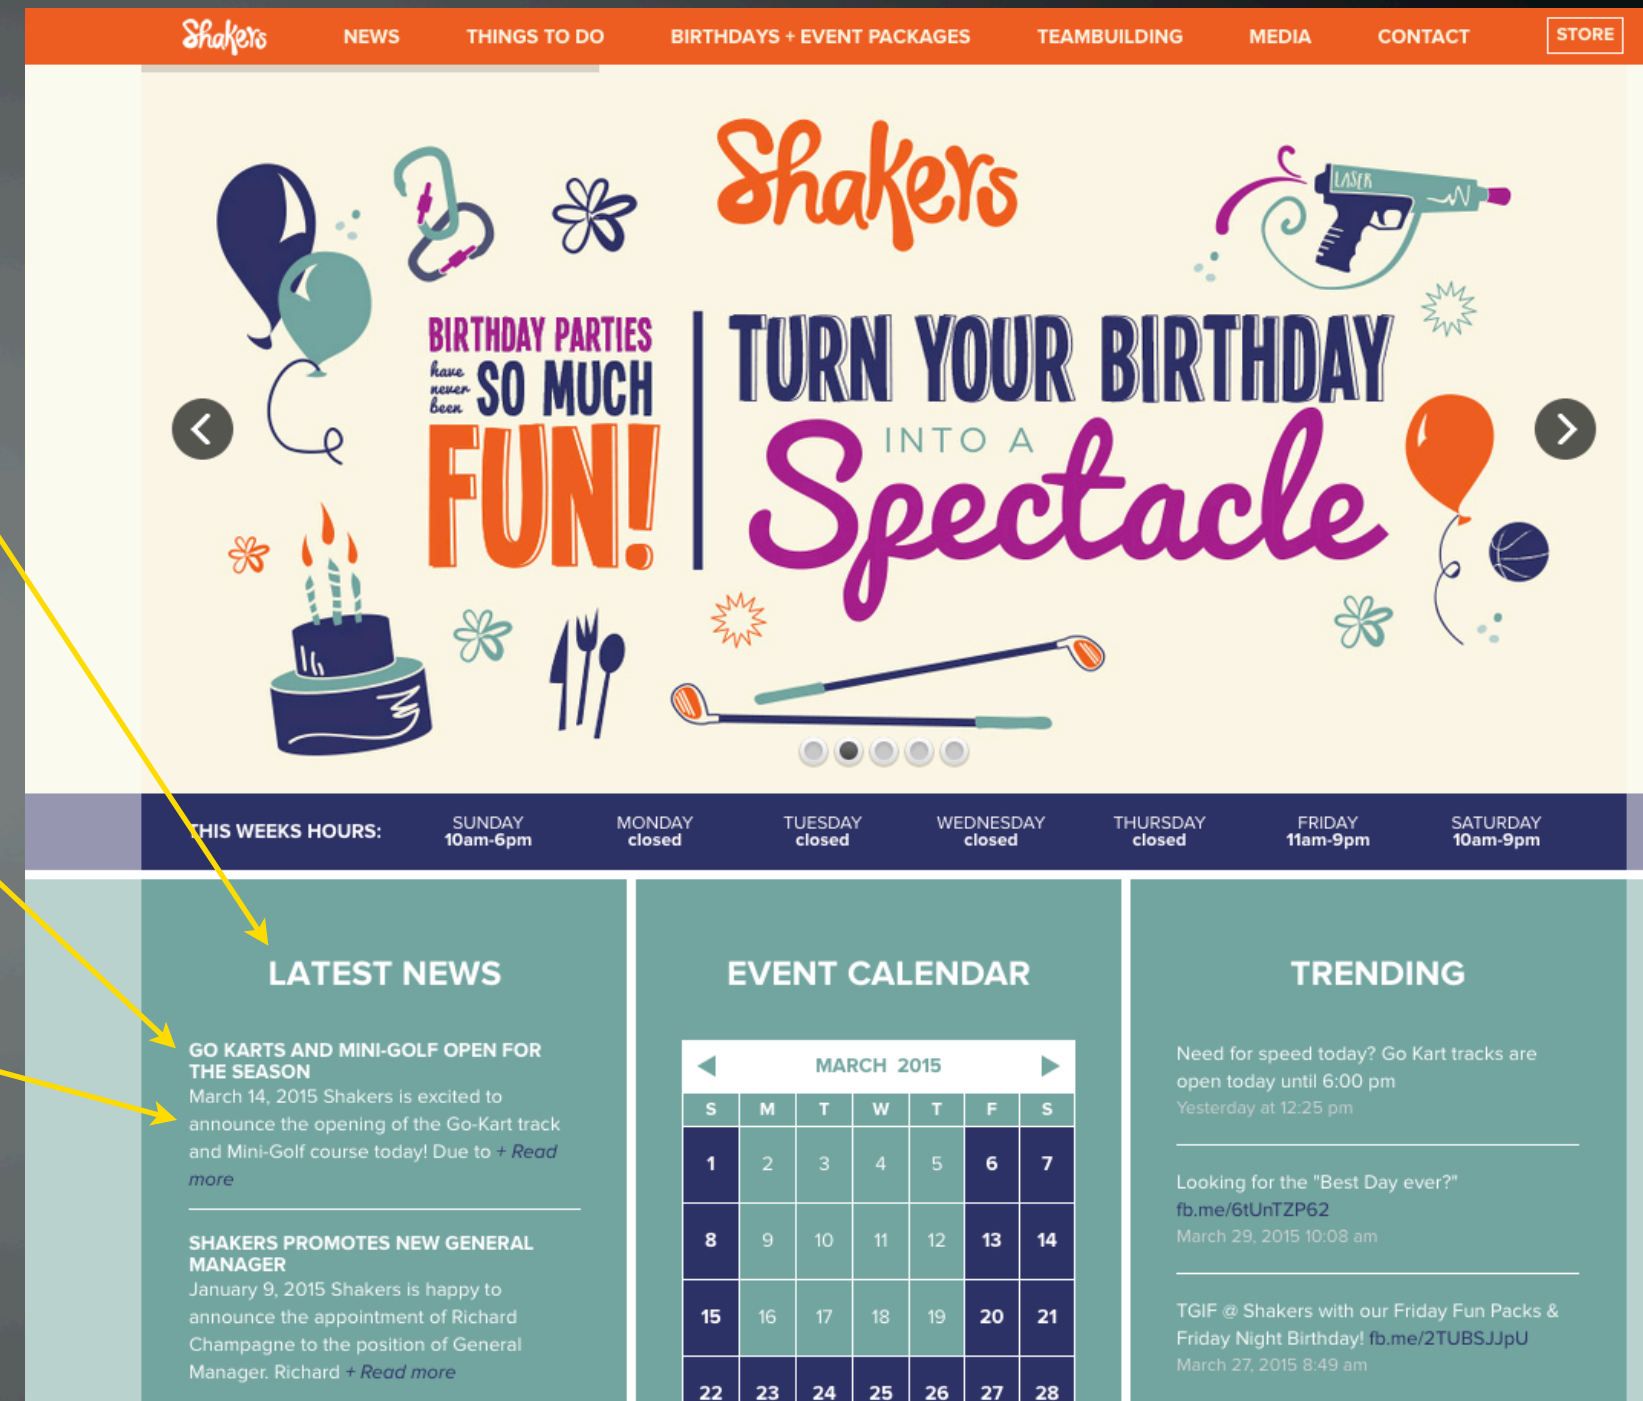 Shakers NEWS THINGS TO DO BIRTHDAYS + EVENT PACKAGES TEAMBUILDING MEDIA CONTACT STORE
Shakers
LASER
BIRTHDAY PARTIES
have
never
been
SO MUCH
FUN!
TURN YOUR BIRTHDAY
INTO A
Spectacle
16
THIS WEEKS HOURS:
SUNDAY
10am-6pm
MONDAY
closed
TUESDAY
closed
WEDNESDAY
closed
THURSDAY
closed
FRIDAY
11am-9pm
SATURDAY
10am-9pm
LATEST NEWS
GO KARTS AND MINI-GOLF OPEN FOR
THE SEASON
March 14, 2015 Shakers is excited to
announce the opening of the Go-Kart track
and Mini-Golf course today! Due to + Read
more
SHAKERS PROMOTES NEW GENERAL
MANAGER
January 9, 2015 Shakers is happy to
announce the appointment of Richard
Champagne to the position of General
Manager. Richard + Read more
EVENT CALENDAR
MARCH 2015
S M T W T F S
1 2 3 4 5 6 7
8 9 10 11 12 13 14
15 16 17 18 19 20 21
22 23 24 25 26 27 28
TRENDING
Need for speed today? Go Kart tracks are
open today until 6:00 pm
Yesterday at 12:25 pm
Looking for the "Best Day ever?"
fb.me/6tUnTZP62
March 29, 2015 10:08 am
TGIF @ Shakers with our Friday Fun Packs &
Friday Night Birthday! fb.me/2TUBSJJpU
March 27, 2015 8:49 am